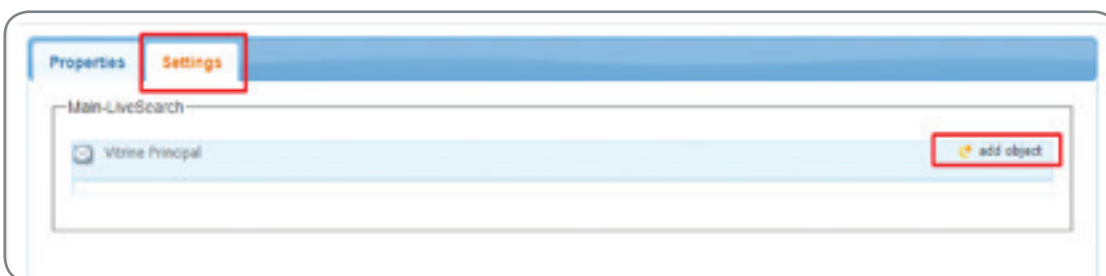 Properties Settings
Main-LiveSearch
Vitrine Principal add object